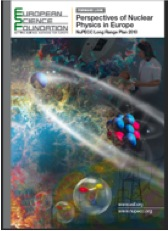 EUROPEAN
SCIENCE
FOUNDATION
Perspectives of Nuclear
Physics in Europe
NuPECC Long Range Plan 2010
www.esf.org
www.nupecc.org